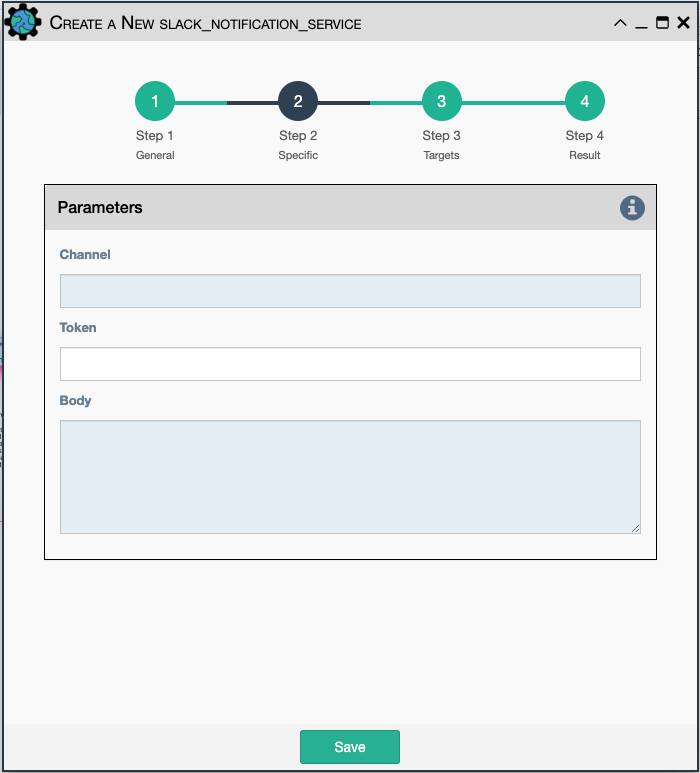 Create a New slack_notification_service
1 2 3 4
Step 1 Step 2 Step 3 Step 4
General Specific Targets Result
Parameters
Channel
Token
Body
Save